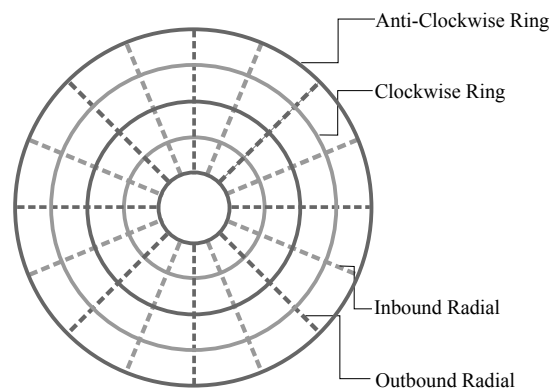 Anti-Clockwise Ring
Clockwise Ring
Inbound Radial
Outbound Radial